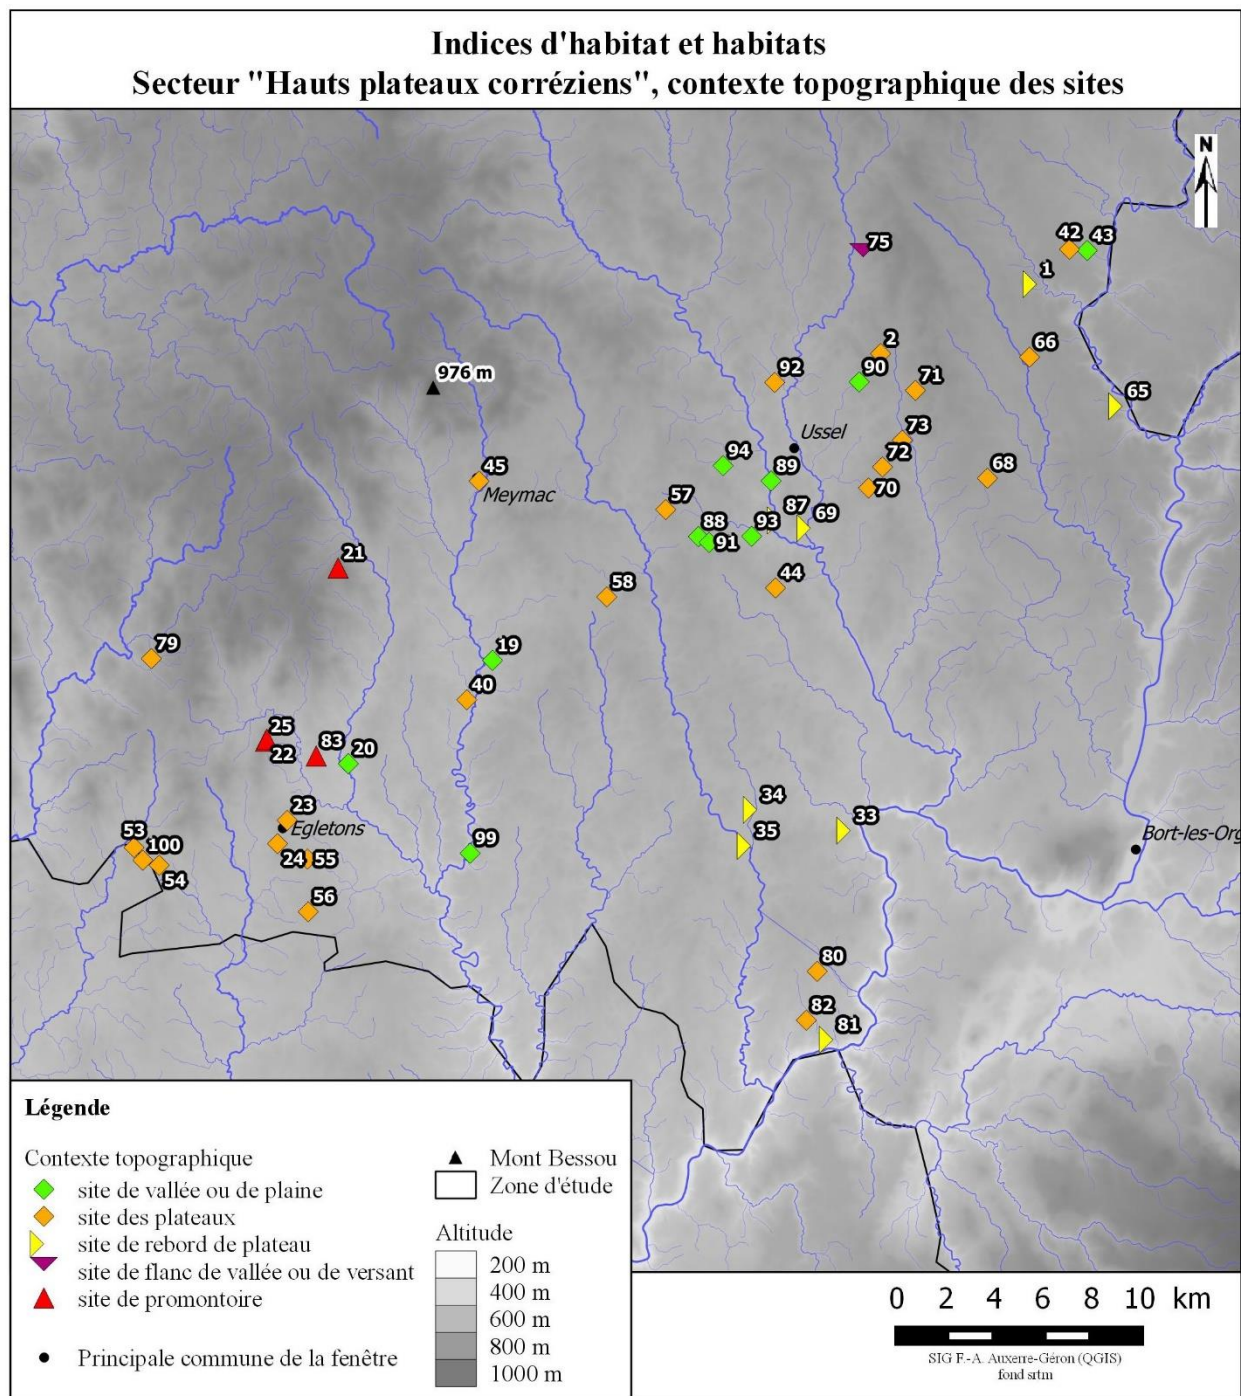 Indices d'habitat et habitats
Secteur "Hauts plateaux corréziens", contexte topographique des sites
N
75
42 43
1
2
66
92
90
71
976 m
65
Ussel
73
94
72
68
45
89
Meymac
57
70
87
69
88
93
91
21
44
58
79
19
40
25
83
22
20
34
33
23
Egletons
35
53
100
99
Bort-les-Org
24 55
54
56
80
82
81
Légende
Contexte topographique
site de vallée ou de plaine
site des plateaux
site de rebord de plateau
site de flanc de vallée ou de versant
site de promontoire
Principale commune de la fenêtre
Mont Bessou
Zone d'étude
Altitude
200 m
400 m
600 m
800 m
1000 m
0 2 4 6 8 10 km
SIG F.-A. Auxerre-Géron (QGIS)
fond srtm